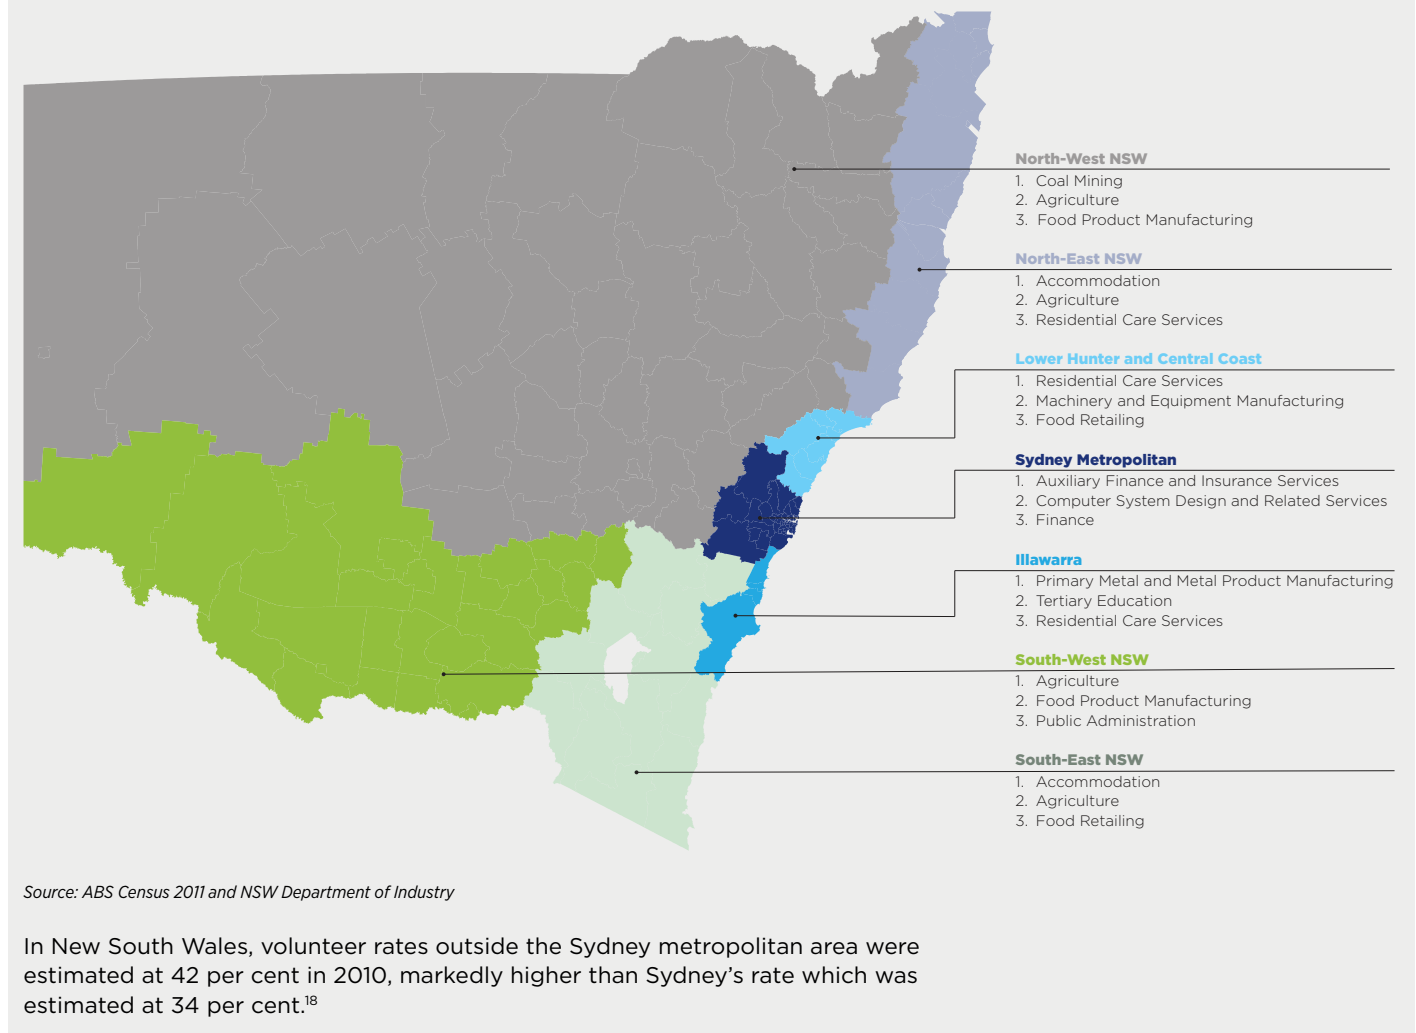 North-West NSW
1. Coal Mining
2. Agriculture
3. Food Product Manufacturing
North-East NSW
1. Accommodation
2. Agriculture
3. Residential Care Services
Lower Hunter and Central Coast
1. Residential Care Services
2. Machinery and Equipment Manufacturing
3. Food Retailing
Sydney Metropolitan
1. Auxiliary Finance and Insurance Services
2. Computer System Design and Related Services
3. Finance
Illawarra
1. Primary Metal and Metal Product Manufacturing
2. Tertiary Education
3. Residential Care Services
South-West NSW
1. Agriculture
2. Food Product Manufacturing
3. Public Administration
South-East NSW
1. Accommodation
2. Agriculture
3. Food Retailing
Source: ABS Census 2011 and NSW Department of Industry
In New South Wales, volunteer rates outside the Sydney metropolitan area were
estimated at 42 per cent in 2010, markedly higher than Sydney’s rate which was
estimated at 34 per cent.18